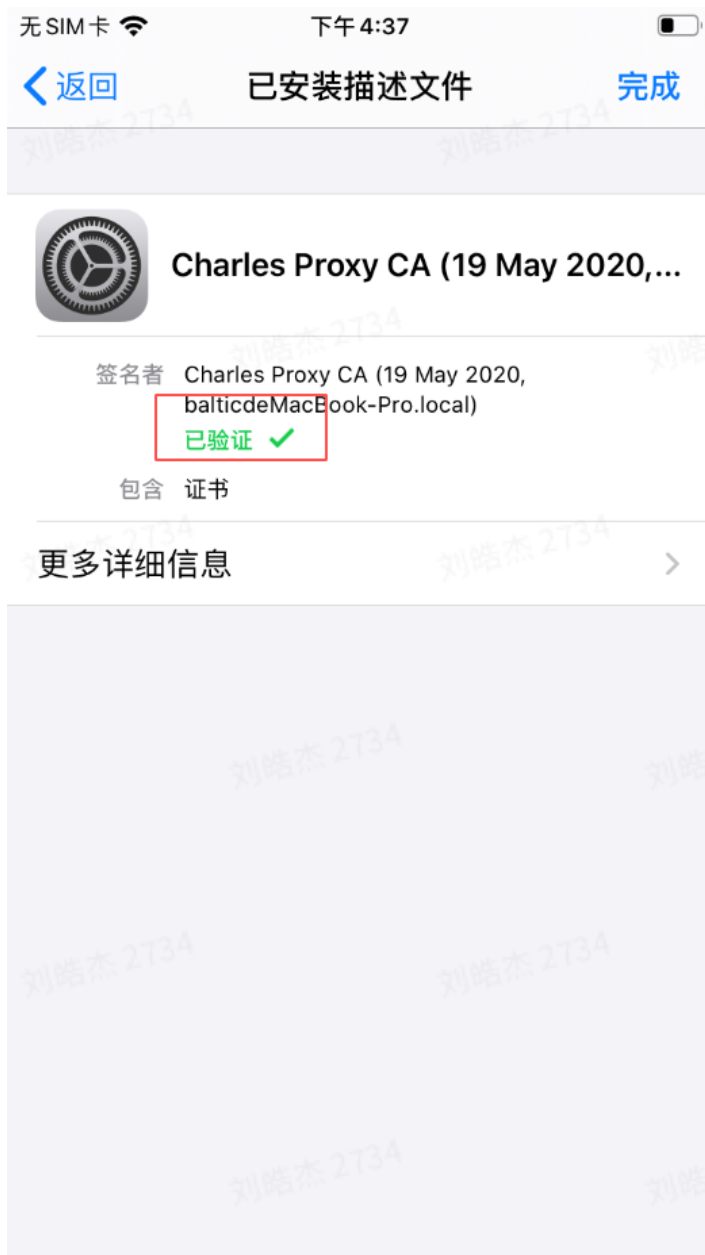 无SIM卡 下午4:37
返回 已安装描述文件 完成
Charles Proxy CA (19 May 2020,...
签名者 Charles Proxy CA (19 May 2020,
balticdeMacBook-Pro.local)
已验证
包含 证书
更多详细信息
刘皓杰 2734
刘皓杰 2734
刘皓杰 2734
刘皓
刘皓杰 2734
刘皓杰 2734
刘皓杰 2734
刘皓
刘皓杰 2734
刘皓杰 2734
刘皓杰 2734
刘皓